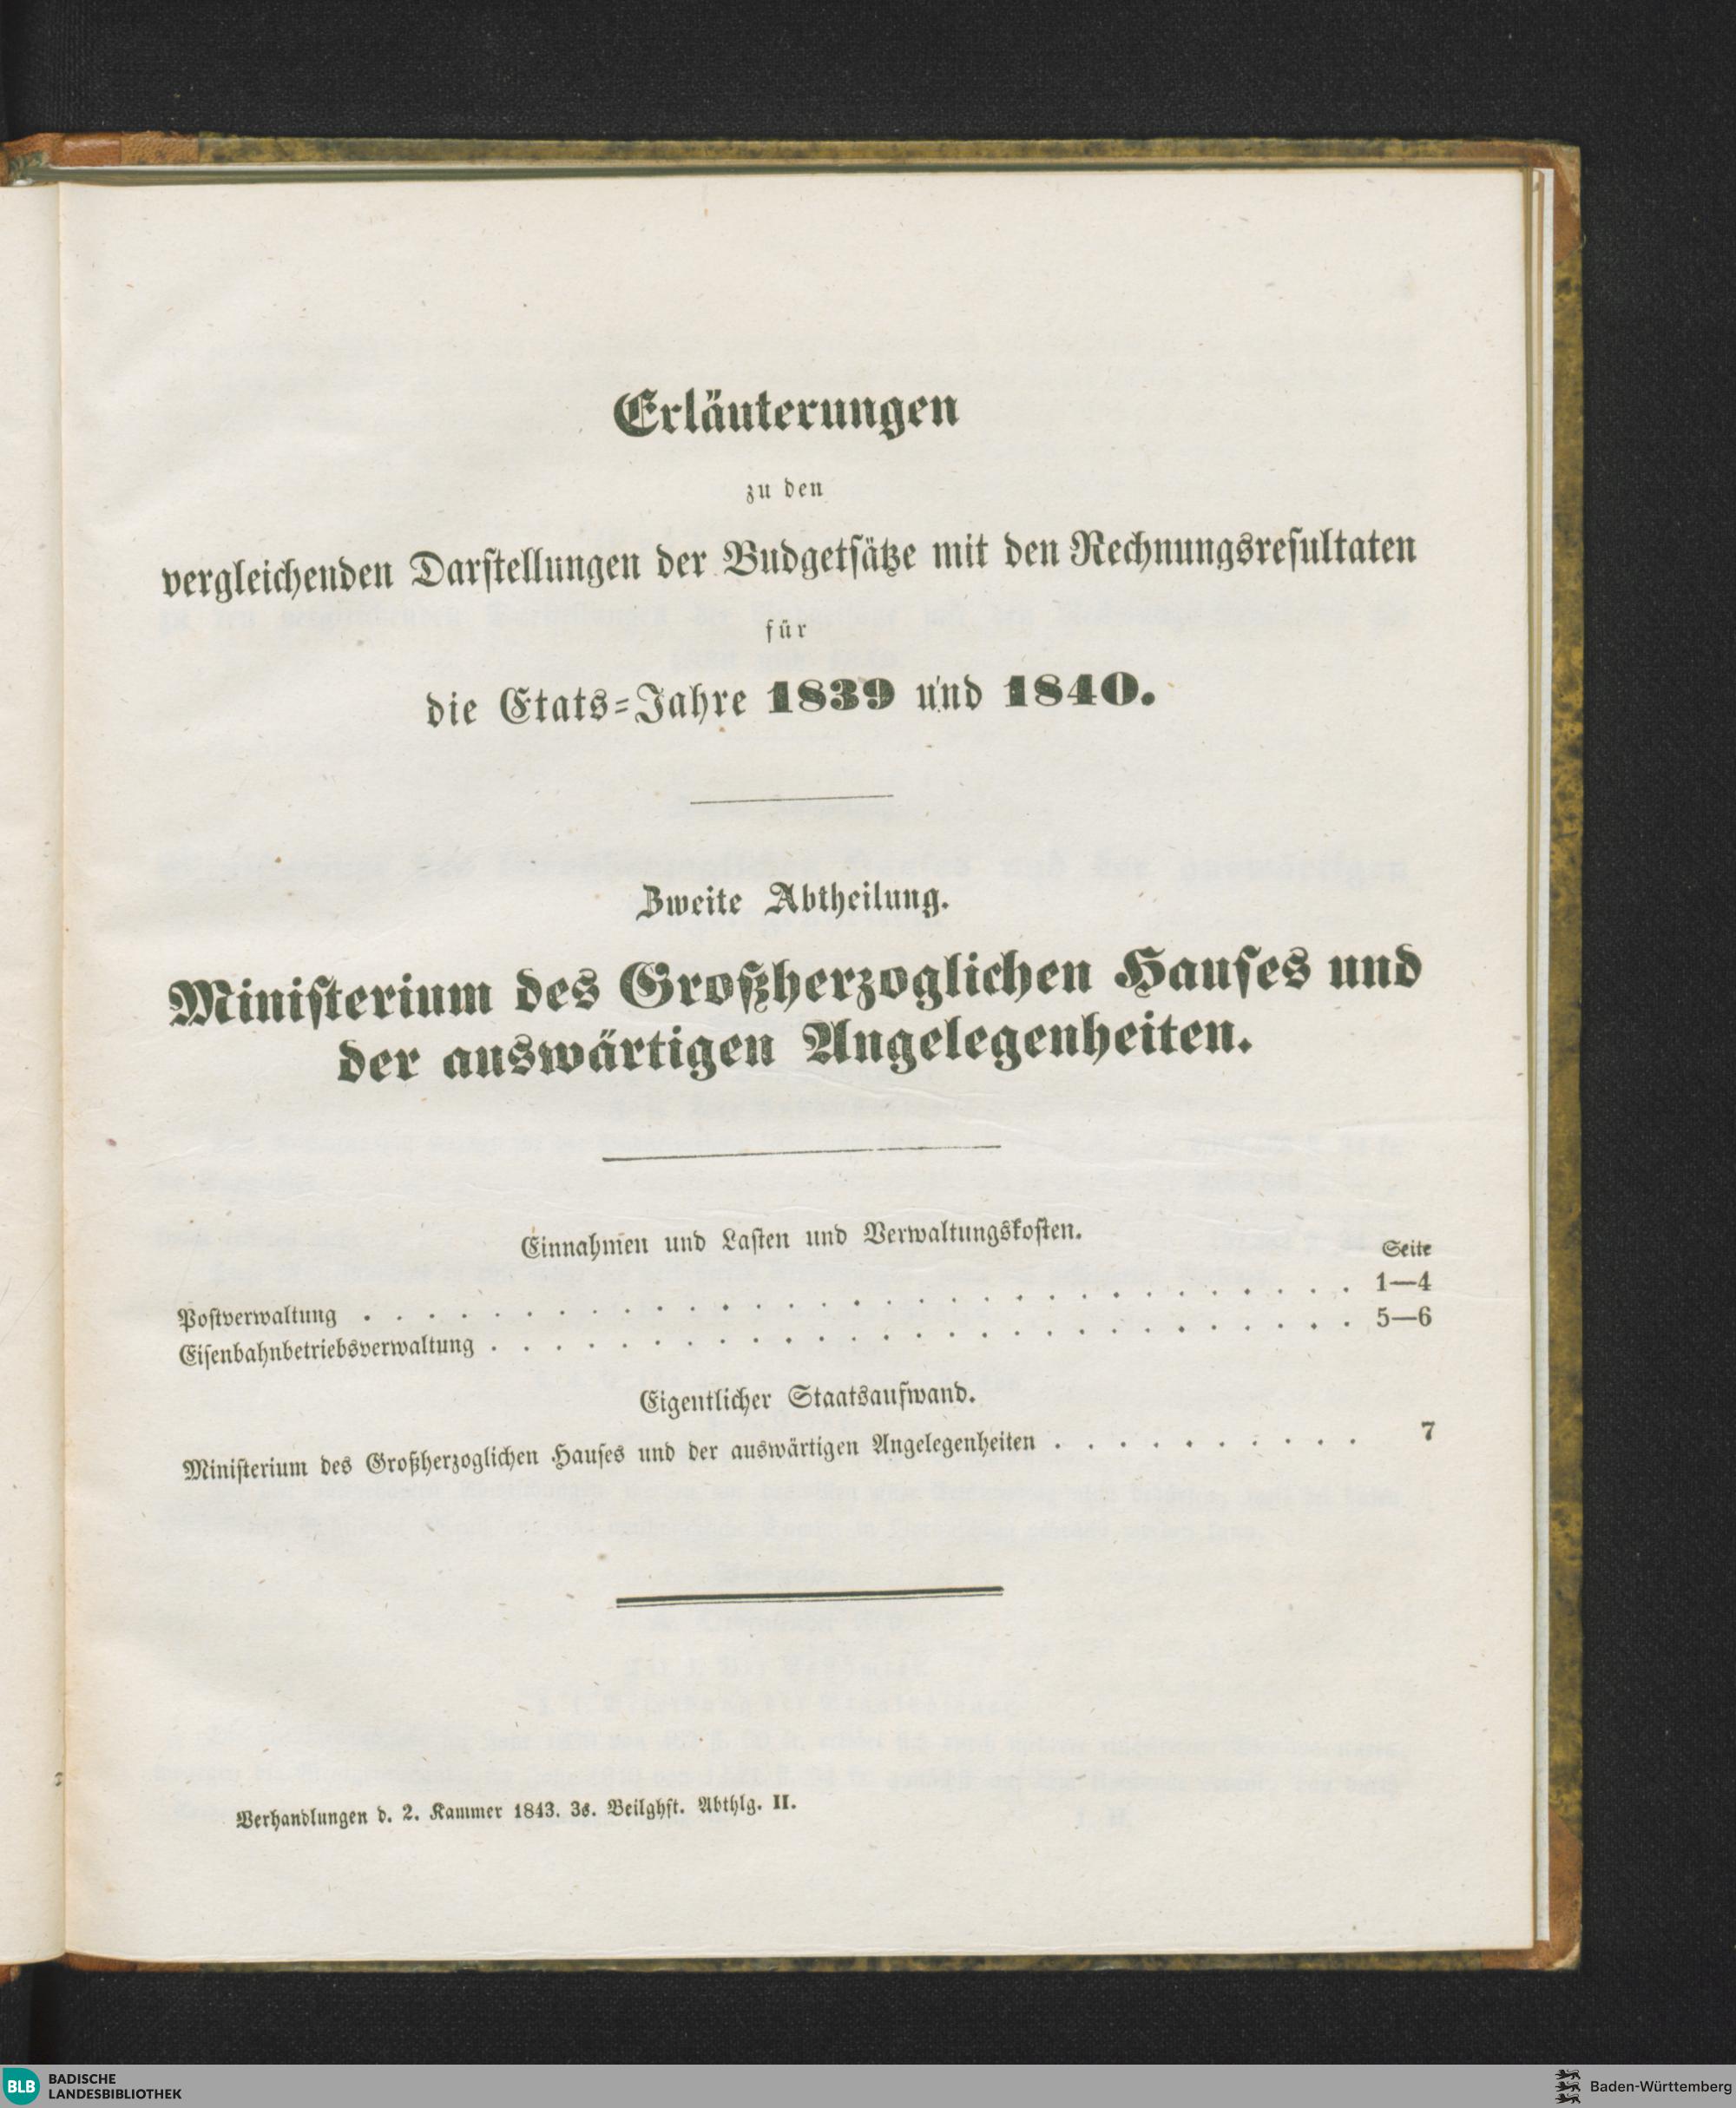 Erläuterungen
zu den
vergleichenden Darstellungen der Budgetsätze mit den Rechnungsresultaten
für
die Etats=Jahre 1839 und 1840.
Zweite Abtheilung.
Ministerium des Großherzoglichen Hauses und
der auswärtigen Angelegenheiten.
Einnahmen und Lasten und Verwaltungskosten.
Seite
Postverwaltung . . . . . . . . . . . . . . . . . . . . . . . . . . . . . . . 1—4
Eisenbahnbetriebsverwaltung . . . . . . . . . . . . . . . . . . . . . . . . . . . 5—6
Eigentlicher Staatsaufwand.
Ministerium des Großherzoglichen Hauses und der auswärtigen Angelegenheiten . . . . . . . . . . 7
Verhandlungen d. 2. Kammer 1843. 3s. Beilghft. Abthlg. II.
BLB BADISCHE
LANDESBIBLIOTHEK
Baden-Württemberg